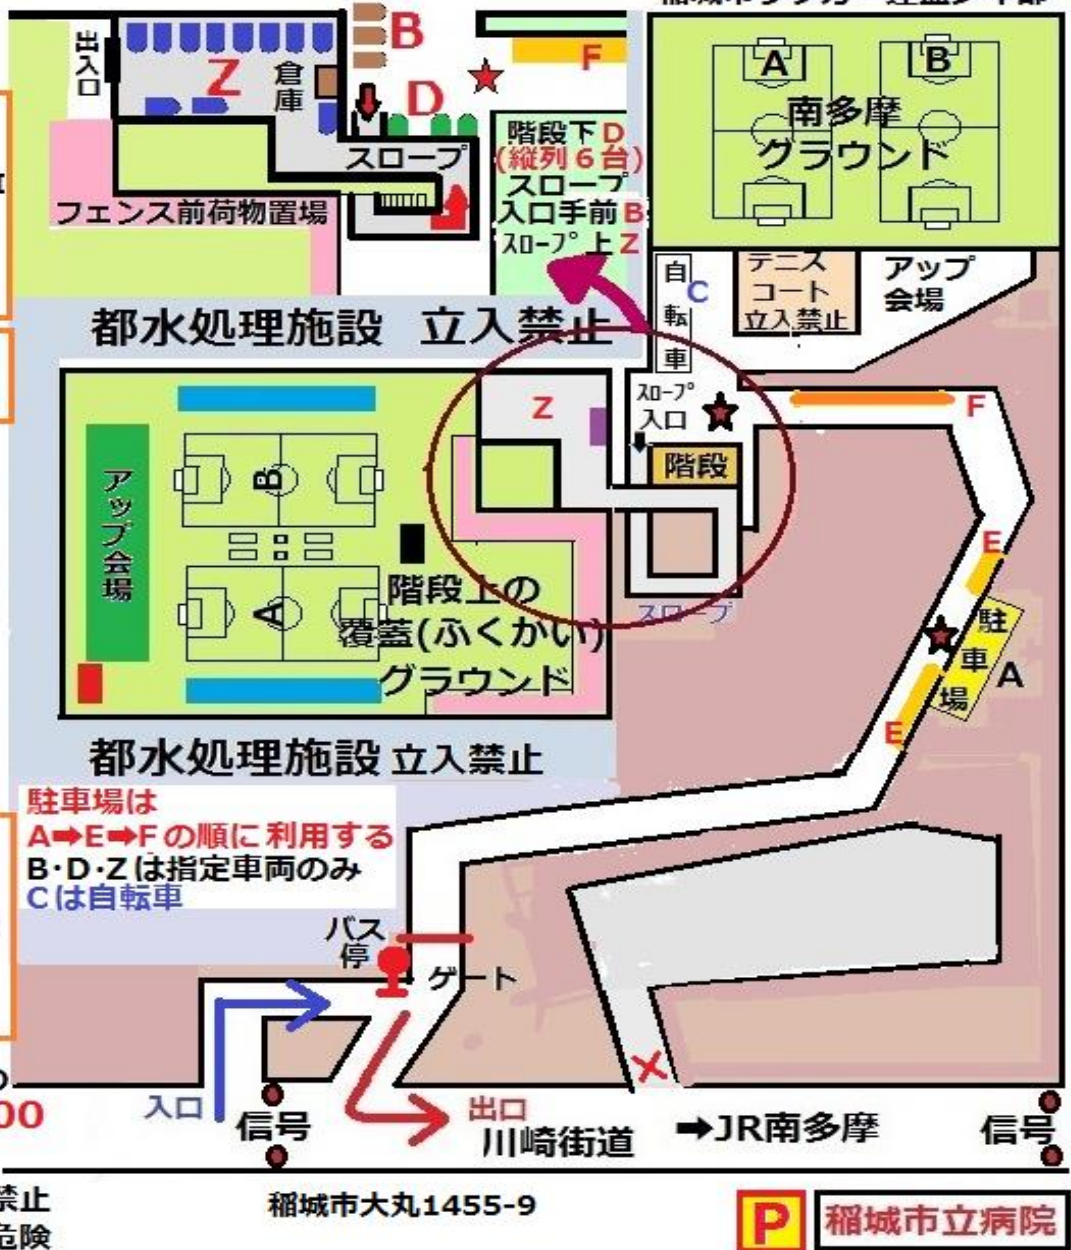 出入口
Z
倉庫
B
D
F
スロープ
フェンス前荷物置場
階段下D
(縦列6台)
スロープ
入口手前B
スロープ上Z
A
B
南多摩
グラウンド
自転車
C
テニス
コート
立入禁止
アップ
会場
都水処理施設 立入禁止
Z
スロープ
入口
階段
F
アップ会場
B
A
階段上の
覆蓋(ふくがい)
グラウンド
スロープ
E
駐車場
A
E
都水処理施設 立入禁止
駐車場は
A➡E➡Fの順に利用する
B・D・Zは指定車両のみ
Cは自転車
バス
停
ゲート
入口
信号
出口
川崎街道
➡JR南多摩
信号
00
禁止
危険
稲城市大丸1455-9
P
稲城市立病院